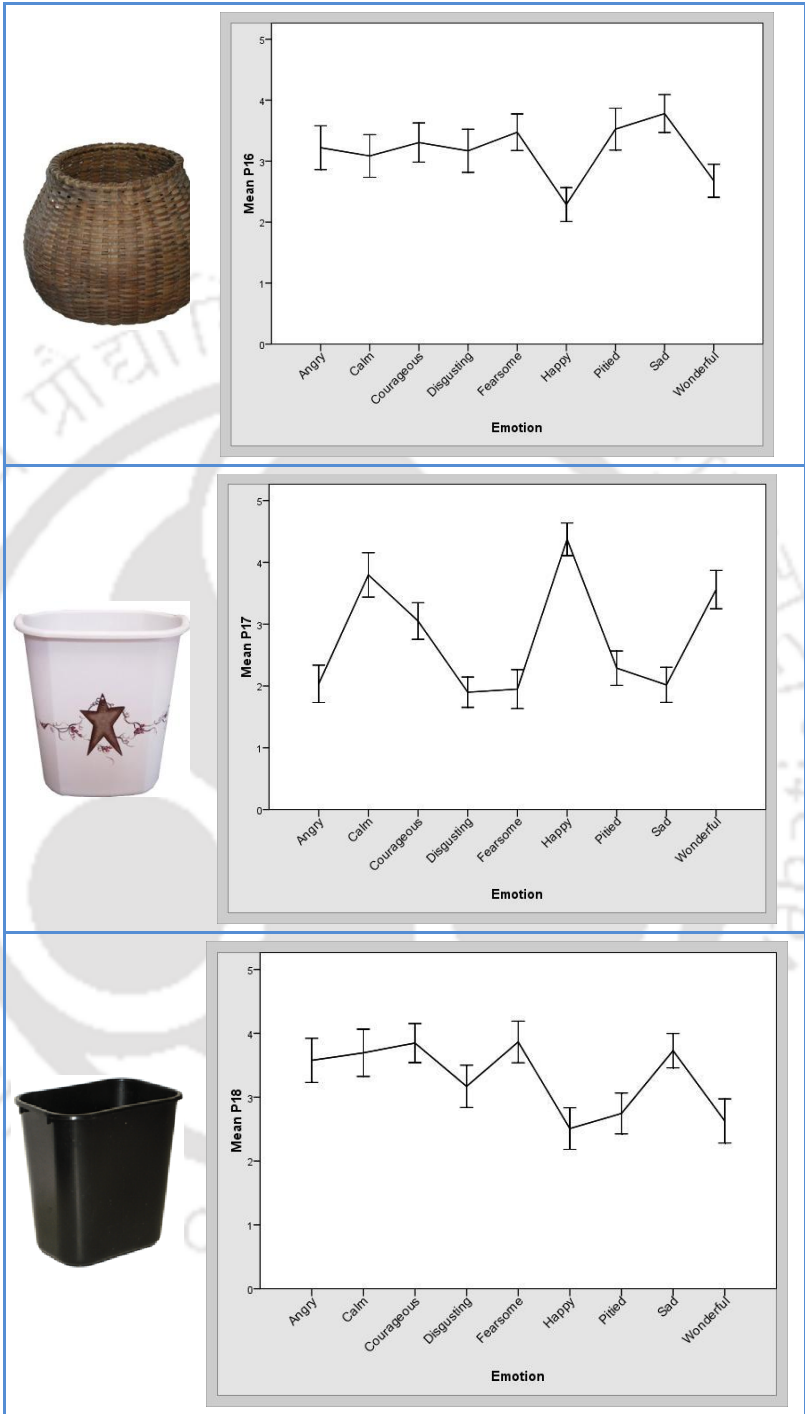 Mean P16
5
4
3
2
1
0
Angry
Calm
Courageous
Disgusting
Fearsome
Happy
Pitied
Sad
Wonderful
Emotion
Mean P17
5
4
3
2
1
0
Angry
Calm
Courageous
Disgusting
Fearsome
Happy
Pitied
Sad
Wonderful
Emotion
Mean P18
5
4
3
2
1
0
Angry
Calm
Courageous
Disgusting
Fearsome
Happy
Pitied
Sad
Wonderful
Emotion